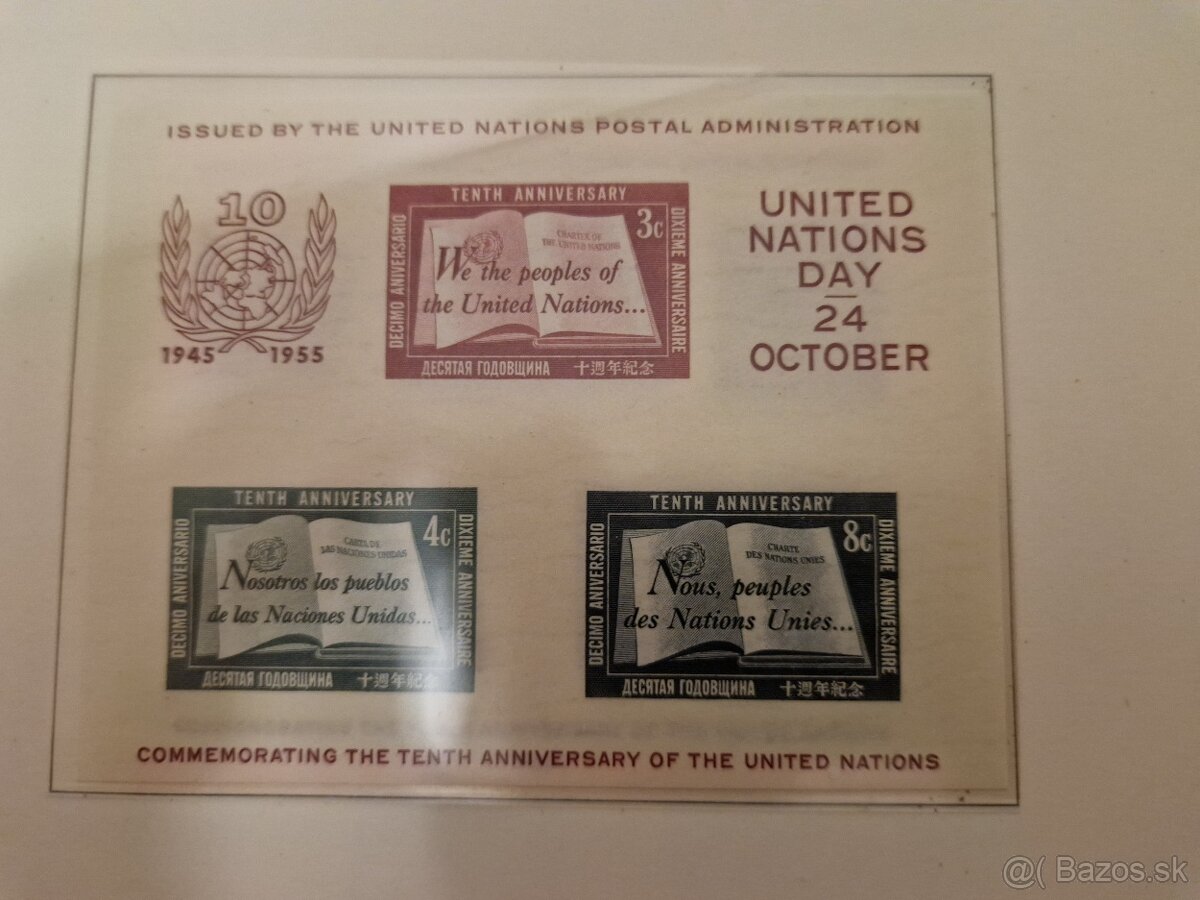 ISSUED BY THE UNITED NATIONS POSTAL ADMINISTRATION
10
1945 1955
TENTH ANNIVERSARY
3c
DECIMO ANIVERSARIO
DIXIEME ANNIVERSAIRE
CHARTER OF
THE UNITED NATIONS
We the peoples of
the United Nations...
ДЕСЯТАЯ ГОДОВЩИНА 十週年紀念
UNITED
NATIONS
DAY
24
OCTOBER
TENTH ANNIVERSARY
4c
DECIMO ANIVERSARIO
DIXIEME ANNIVERSAIRE
CARTA DE
LAS NACIONES UNIDAS
Nosotros los pueblos
de las Naciones Unidas...
ДЕСЯТАЯ ГОДОВЩИНА 十週年紀念
TENTH ANNIVERSARY
8c
DECIMO ANIVERSARIO
DIXIEME ANNIVERSAIRE
CHARTE
DES NATIONS UNIES
Nous, peuples
des Nations Unies...
ДЕСЯТАЯ ГОДОВЩИНА 十週年紀念
COMMEMORATING THE TENTH ANNIVERSARY OF THE UNITED NATIONS
@( Bazos.sk